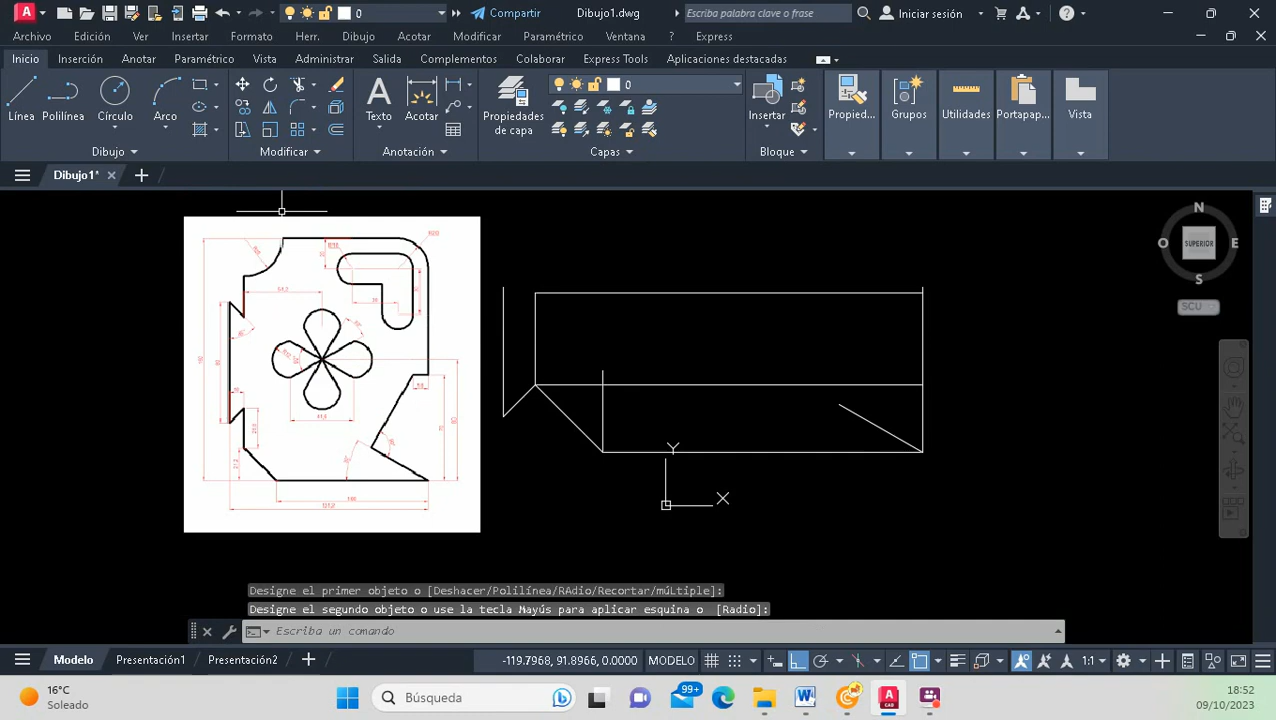 A
0
Compartir
Dibujo1.dwg
Escriba palabra clave o frase
Iniciar sesión
?
Archivo Edición Ver Insertar Formato Herr. Dibujo Acotar Modificar Paramétrico Ventana ? Express
Inicio Inserción Anotar Paramétrico Vista Salida Administrar Complementos Colaborar Express Tools Aplicaciones destacadas
0
Línea Polilínea Círculo Arco
A
Texto Acotar
Propiedades
de capa
Insertar
Propied... Grupos Utilidades Portapap... Vista
Dibujo Modificar Anotación Capas Bloque
Dibujo1*
N
O SUPERIOR E
S
SCU
Y
X
Designe el primer objeto o [Deshacer/Polilínea/RAdio/Recortar/múLtiple]:
Designe el segundo objeto o use la tecla Mayús para aplicar esquina o [Radio]:
Escriba un comando
Modelo Presentación1 Presentación2
-119.7968, 91.8966, 0.0000 MODELO
1:1
16°C
Soleado
Búsqueda
99+
W
A
CAD
18:52
09/10/2023